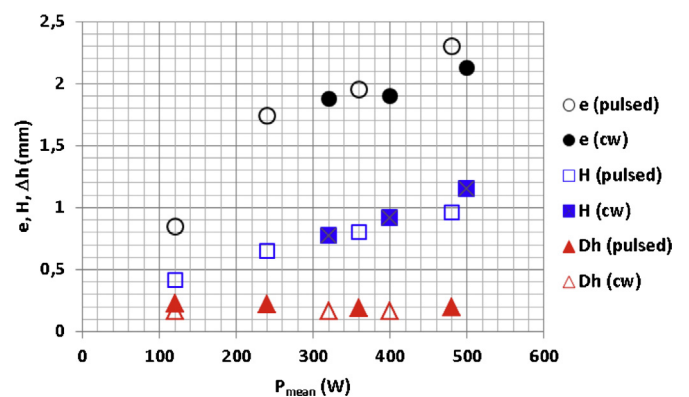 2,5
2
1,5
1
0,5
0
0 100 200 300 400 500 600
e, H, Δh (mm)
P_mean (W)
e (pulsed)
e (cw)
H (pulsed)
H (cw)
Dh (pulsed)
Dh (cw)